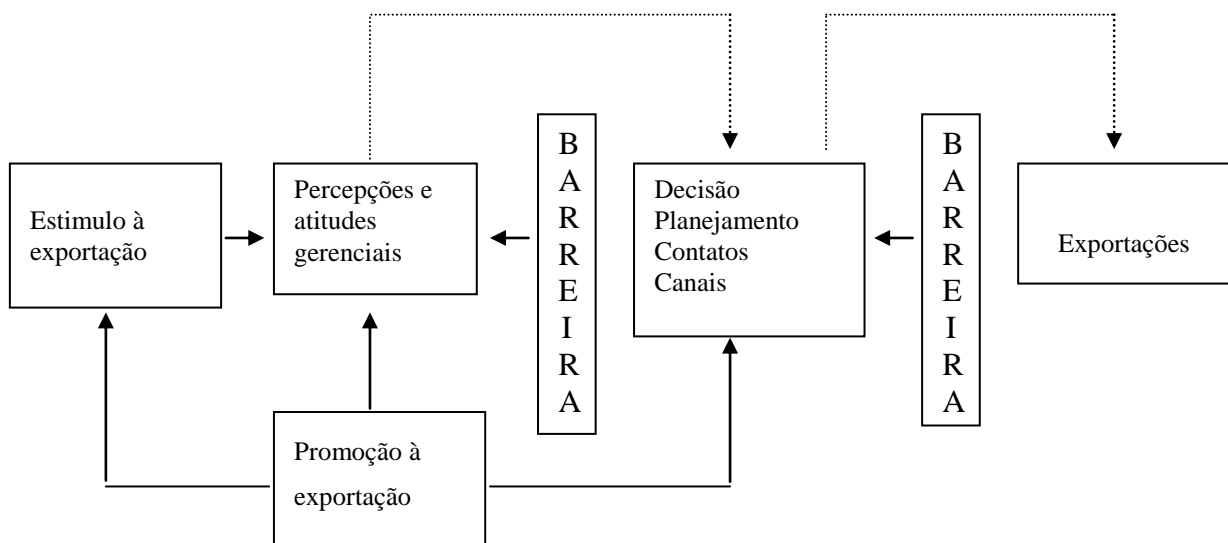 Estimulo à
exportação
Percepções e
atitudes
gerenciais
B
A
R
R
E
I
R
A
Decisão
Planejamento
Contatos
Canais
B
A
R
R
E
I
R
A
Exportações
Promoção à
exportação